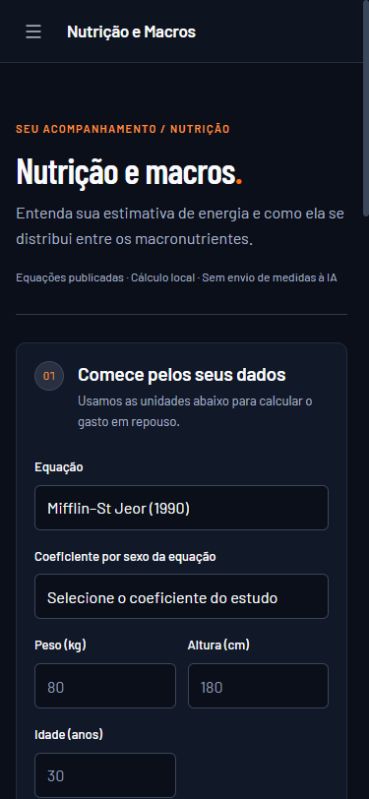 Nutrição e Macros
SEU ACOMPANHAMENTO / NUTRIÇÃO
Nutrição e macros.
Entenda sua estimativa de energia e como ela se
distribui entre os macronutrientes.
Equações publicadas · Cálculo local · Sem envio de medidas à IA
01
Comece pelos seus dados
Usamos as unidades abaixo para calcular o
gasto em repouso.
Equação
Mifflin–St Jeor (1990)
Coeficiente por sexo da equação
Selecione o coeficiente do estudo
Peso (kg)
Altura (cm)
80
180
Idade (anos)
30